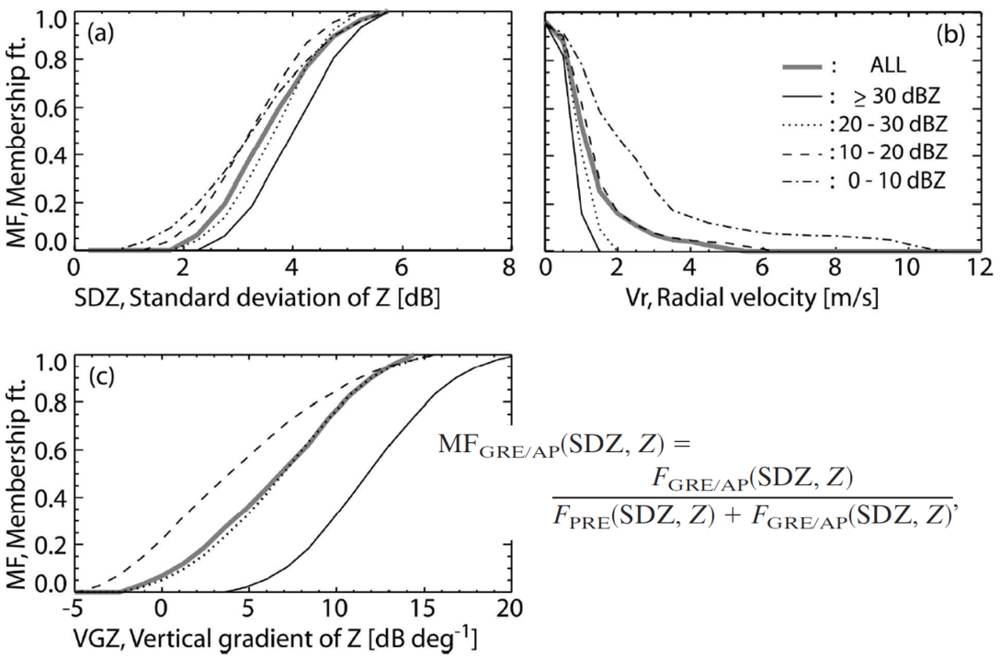 (a)
MF, Membership ft.
1.0
0.8
0.6
0.4
0.2
0.0
0 2 4 6 8
SDZ, Standard deviation of Z [dB]
(b)
: ALL
: ≥ 30 dBZ
: 20 - 30 dBZ
: 10 - 20 dBZ
: 0 - 10 dBZ
0 2 4 6 8 10 12
Vr, Radial velocity [m/s]
(c)
MF, Membership ft.
1.0
0.8
0.6
0.4
0.2
0.0
-5 0 5 10 15 20
VGZ, Vertical gradient of Z [dB deg⁻¹]
MF_GRE/AP(SDZ, Z) =
F_GRE/AP(SDZ, Z)
F_PRE(SDZ, Z) + F_GRE/AP(SDZ, Z),